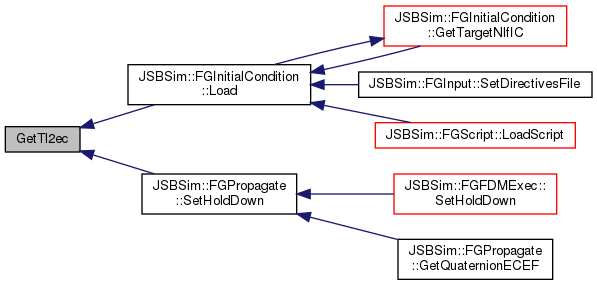 JSBSim::FGInitialCondition
::GetTargetNlfIC
JSBSim::FGInitialCondition
::Load
JSBSim::FGInput::SetDirectivesFile
JSBSim::FGScript::LoadScript
GetTl2ec
JSBSim::FGPropagate
::SetHoldDown
JSBSim::FGFDMExec::
SetHoldDown
JSBSim::FGPropagate
::GetQuaternionECEF